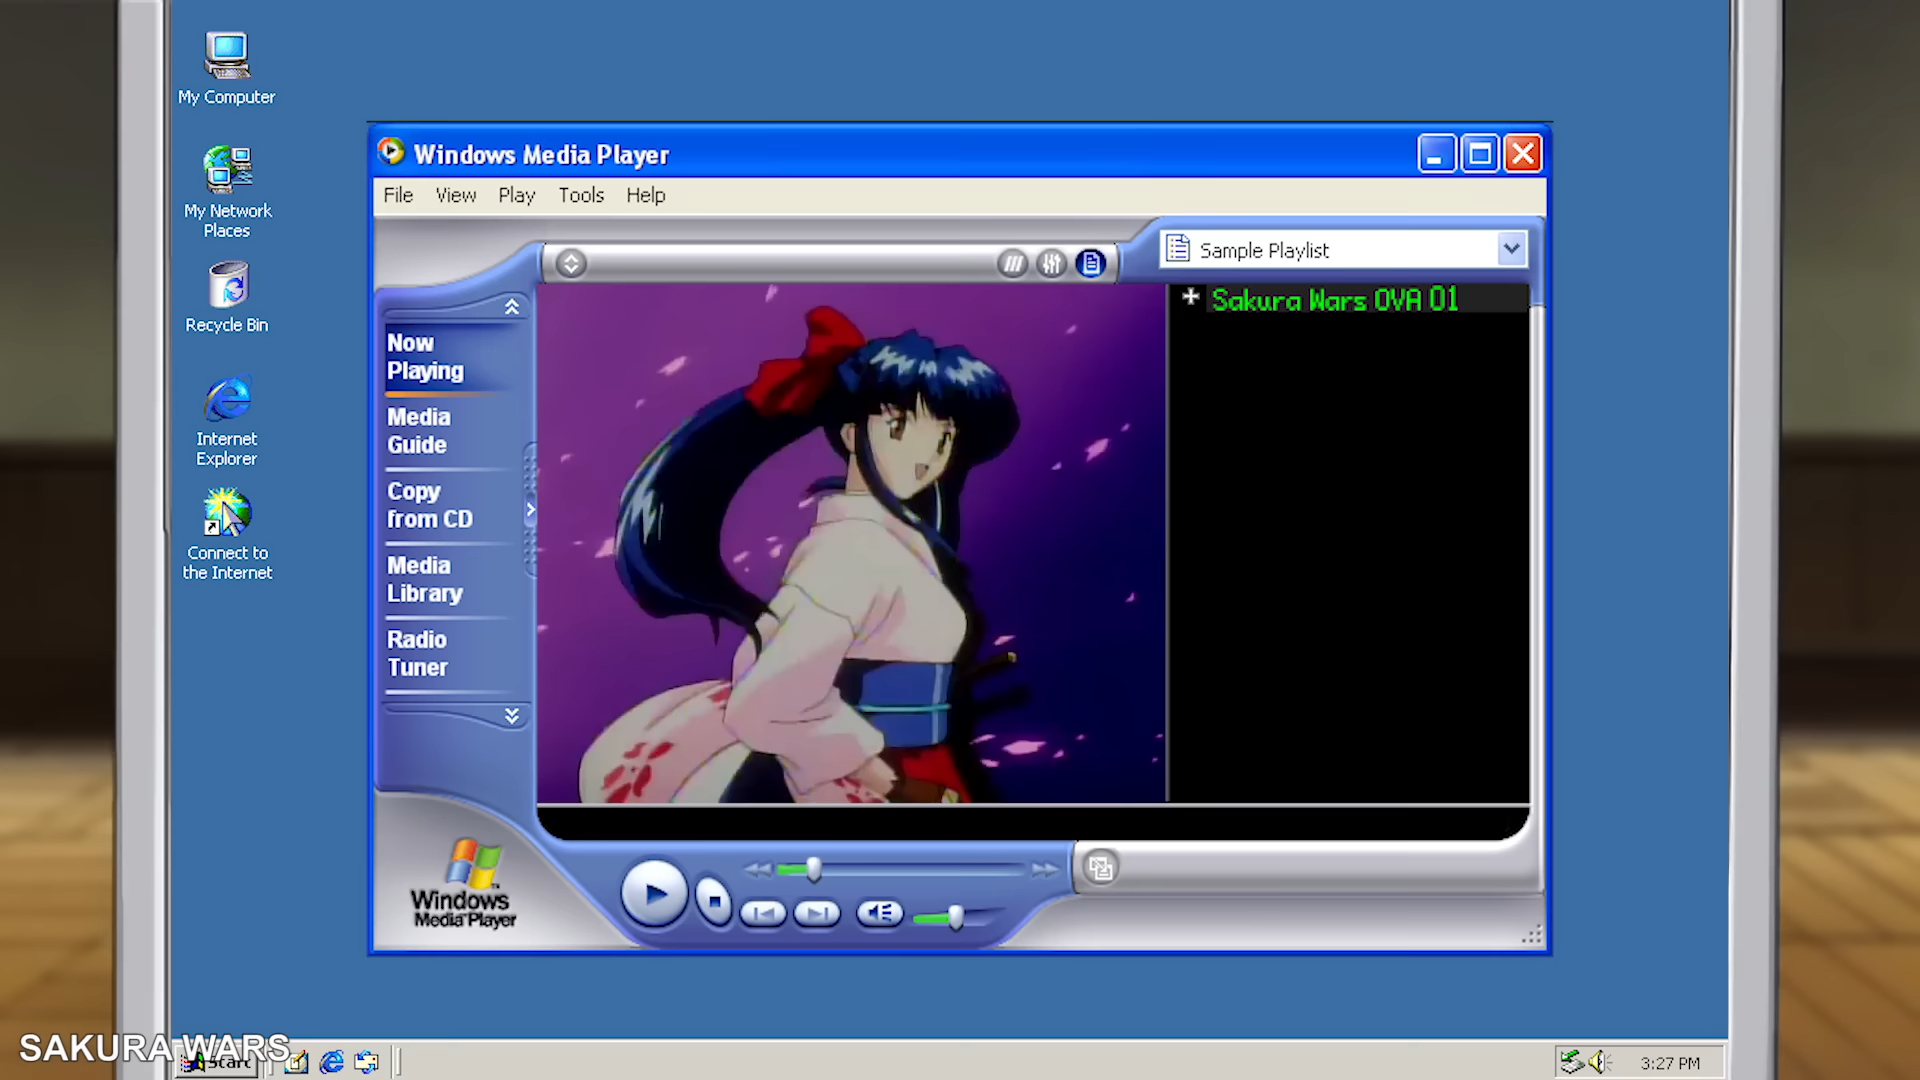 My Computer
My Network
Places
Recycle Bin
Internet
Explorer
Connect to
the Internet
Windows Media Player
File View Play Tools Help
Sample Playlist
Sakura Wars OVA 01
Now
Playing
Media
Guide
Copy
from CD
Media
Library
Radio
Tuner
Windows
Media Player
SAKURA WARS
Start
3:27 PM